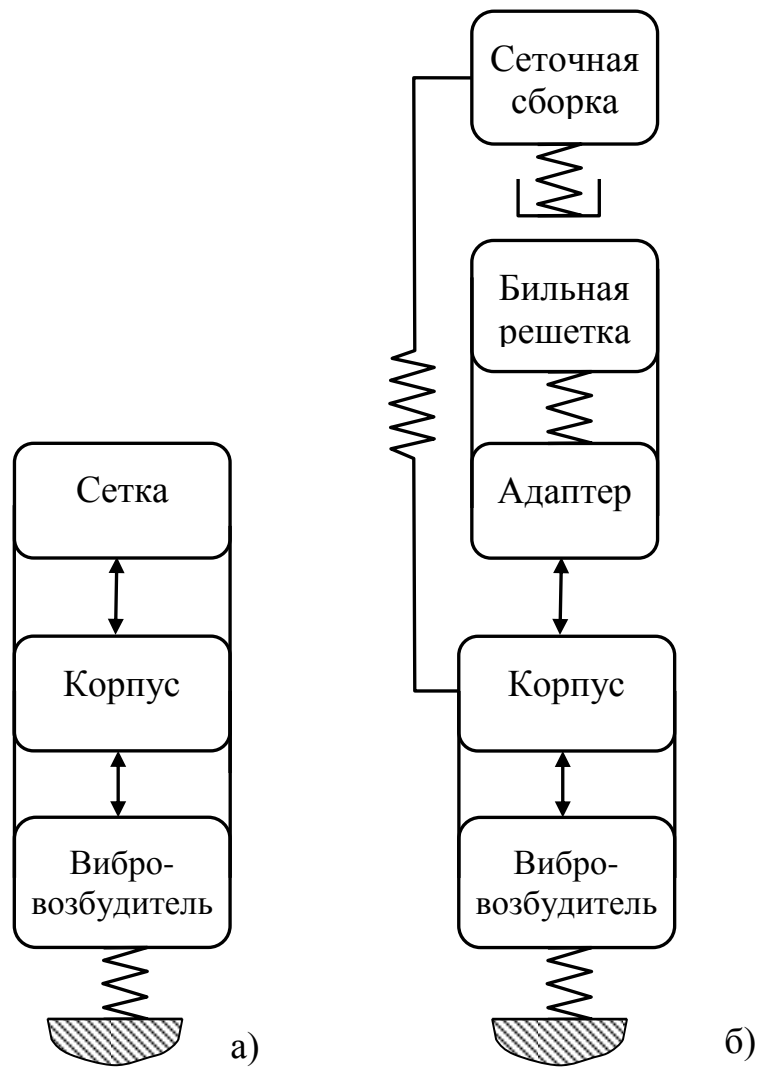 Сеточная
сборка
Бильная
решетка
Сетка
Адаптер
Корпус
Корпус
Вибро-
возбудитель
Вибро-
возбудитель
а)
б)